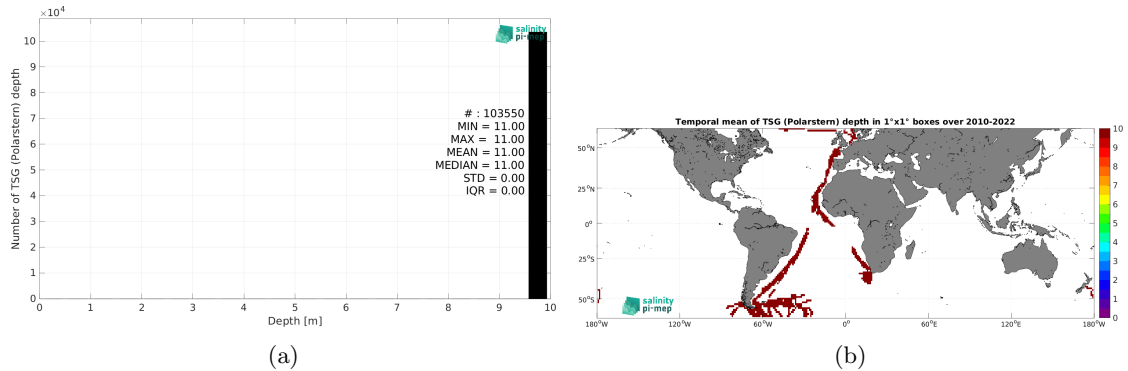 ×10⁴
10
9
8
7
6
5
4
3
2
1
0
Number of TSG (Polarstern) depth
salinity
pi-mep
# : 103550
MIN = 11.00
MAX = 11.00
MEAN = 11.00
MEDIAN = 11.00
STD = 0.00
IQR = 0.00
0 1 2 3 4 5 6 7 8 9 10
Depth [m]
(a)
Temporal mean of TSG (Polarstern) depth in 1°x1° boxes over 2010-2022
50°N
25°N
0°
25°S
50°S
salinity
pi-mep
180°W 120°W 60°W 0°W 60°E 120°E 180°E
10
9
8
7
6
5
4
3
2
1
0
(b)